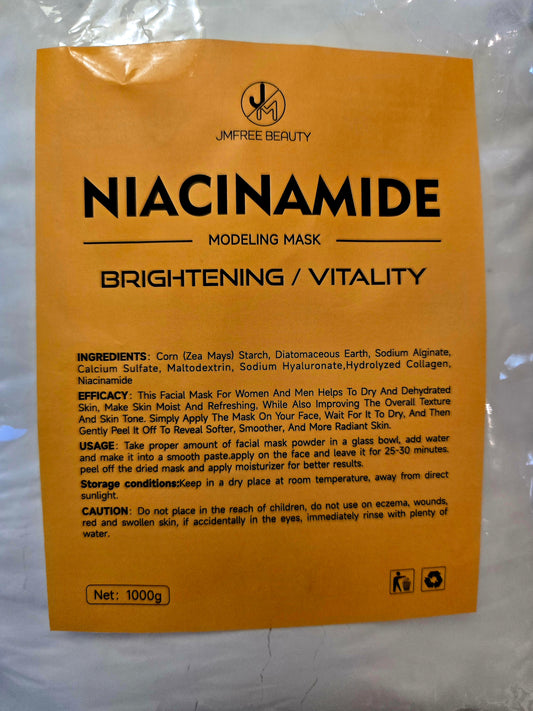 JM
JMFREE BEAUTY
NIACINAMIDE
MODELING MASK
BRIGHTENING / VITALITY
INGREDIENTS: Corn (Zea Mays) Starch, Diatomaceous Earth, Sodium Alginate,
Calcium Sulfate, Maltodextrin, Sodium Hyaluronate,Hydrolyzed Collagen,
Niacinamide
EFFICACY: This Facial Mask For Women And Men Helps To Dry And Dehydrated
Skin, Make Skin Moist And Refreshing, While Also Improving The Overall Texture
And Skin Tone. Simply Apply The Mask On Your Face, Wait For It To Dry, And Then
Gently Peel It Off To Reveal Softer, Smoother, And More Radiant Skin.
USAGE: Take proper amount of facial mask powder in a glass bowl, add water
and make it into a smooth paste.apply on the face and leave it for 25-30 minutes.
peel off the dried mask and apply moisturizer for better results.
Storage conditions:Keep in a dry place at room temperature, away from direct
sunlight.
CAUTION: Do not place in the reach of children, do not use on eczema, wounds,
red and swollen skin, if accidentally in the eyes, immediately rinse with plenty of
water.
Net: 1000g